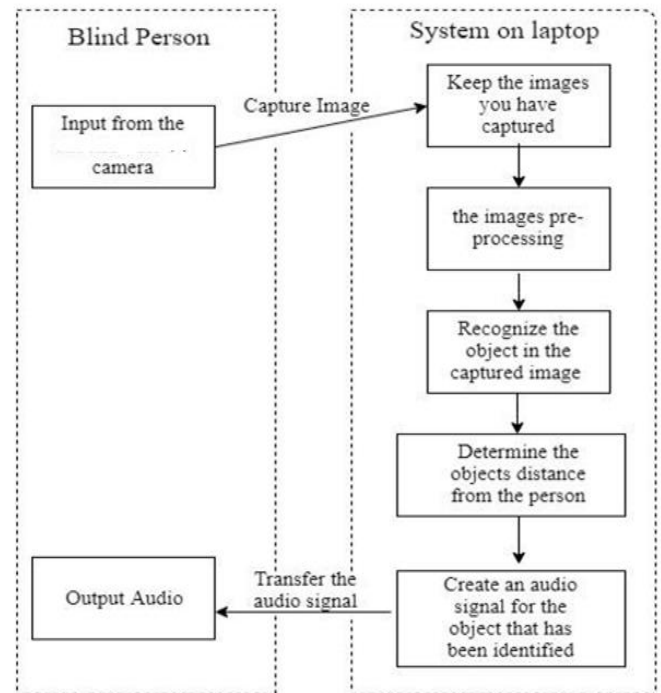 Blind Person
System on laptop
Input from the
camera
Capture Image
Keep the images
you have
captured
the images pre-
processing
Recognize the
object in the
captured image
Determine the
objects distance
from the person
Create an audio
signal for the
object that has
been identified
Transfer the
audio signal
Output Audio